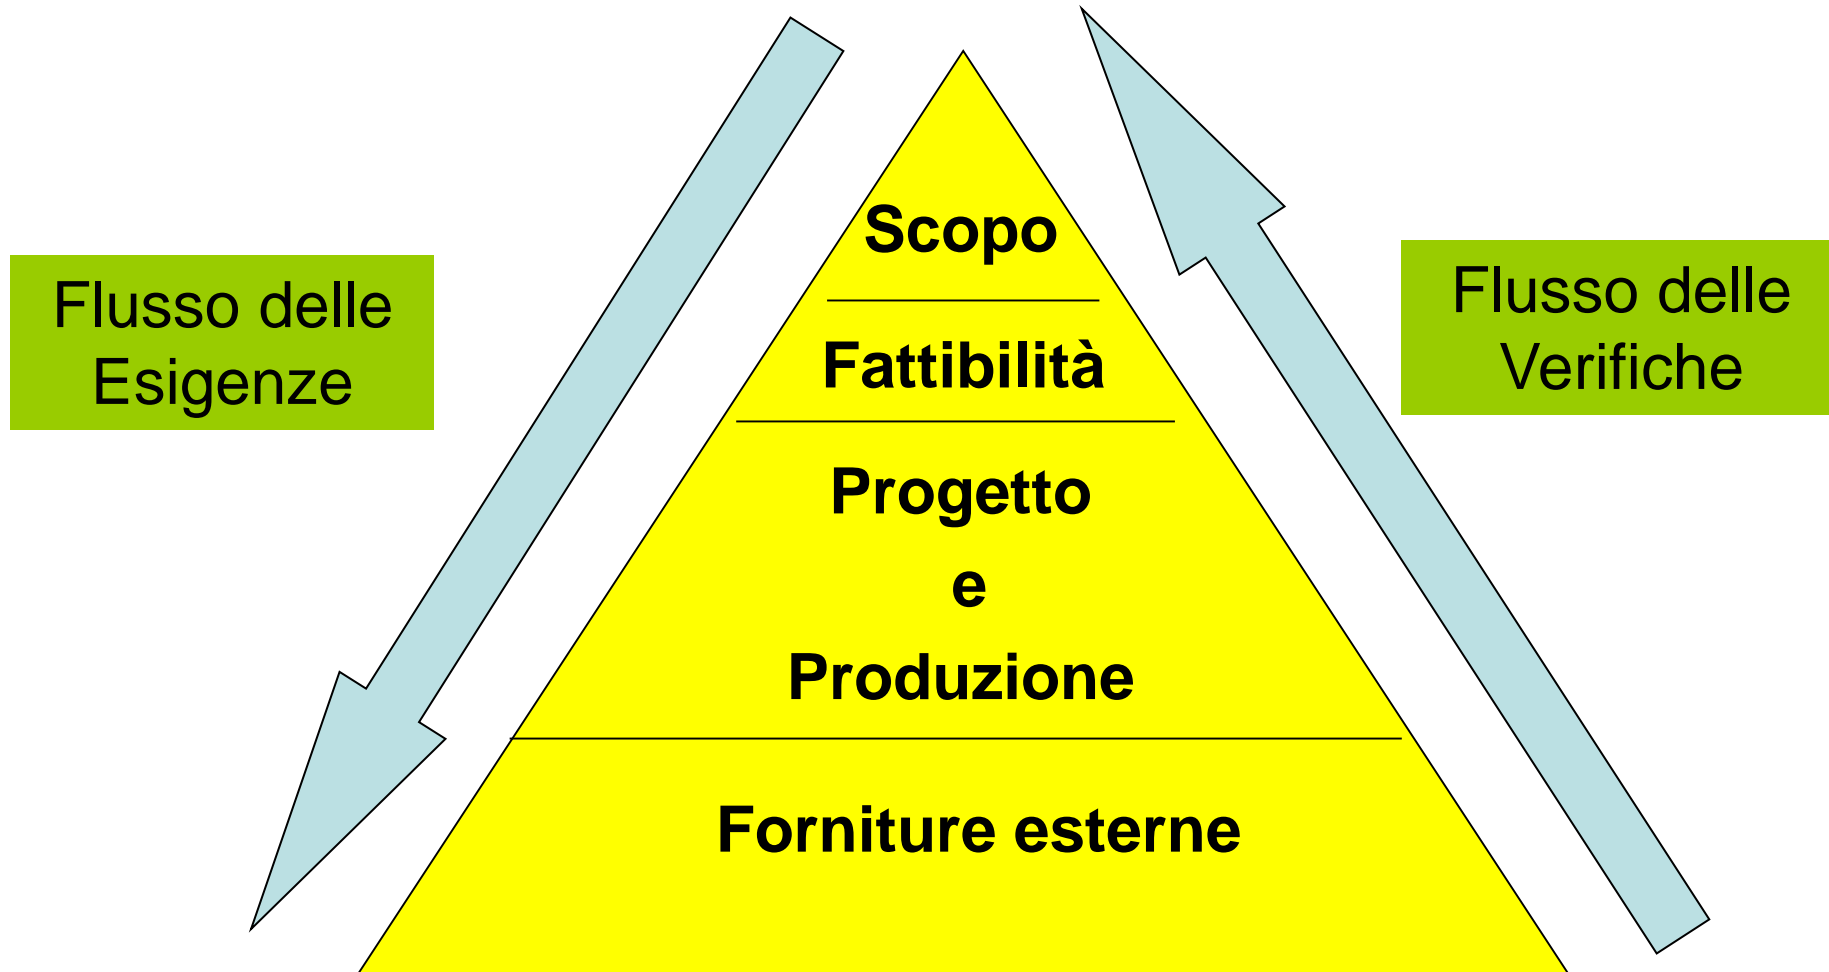 Scopo
Flusso delle
Esigenze
Flusso delle
Verifiche
Fattibilità
Progetto
e
Produzione
Forniture esterne